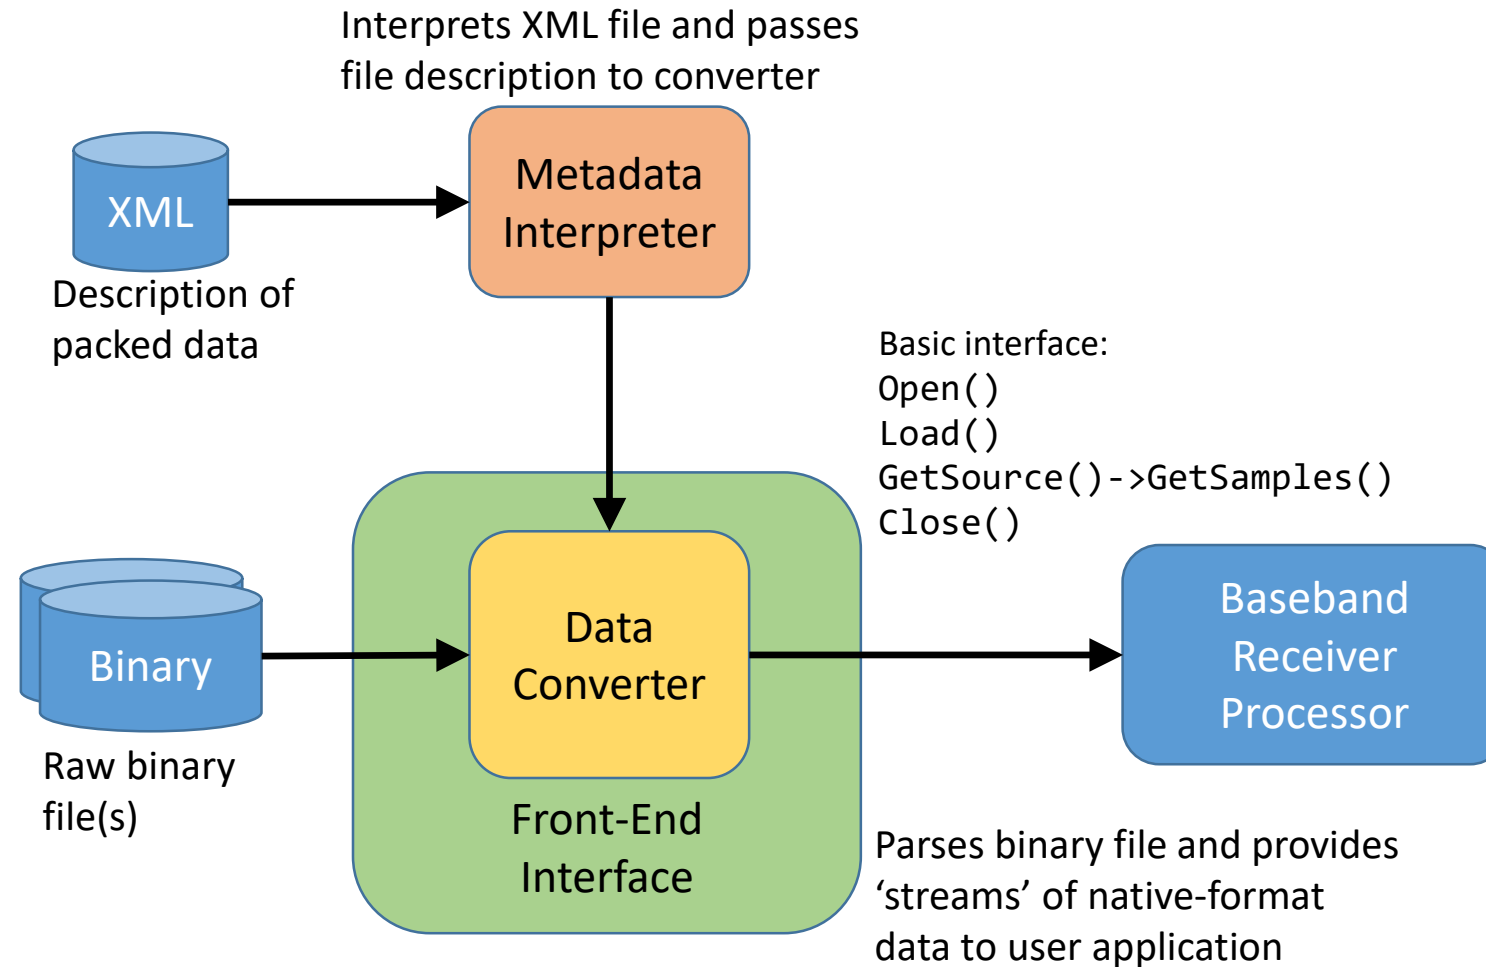 Interprets XML file and passes
file description to converter
XML
Metadata
Interpreter
Description of
packed data
Basic interface:
Open()
Load()
GetSource()->GetSamples()
Close()
Binary
Data
Converter
Baseband
Receiver
Processor
Raw binary
file(s)
Front-End
Interface
Parses binary file and provides
‘streams’ of native-format
data to user application